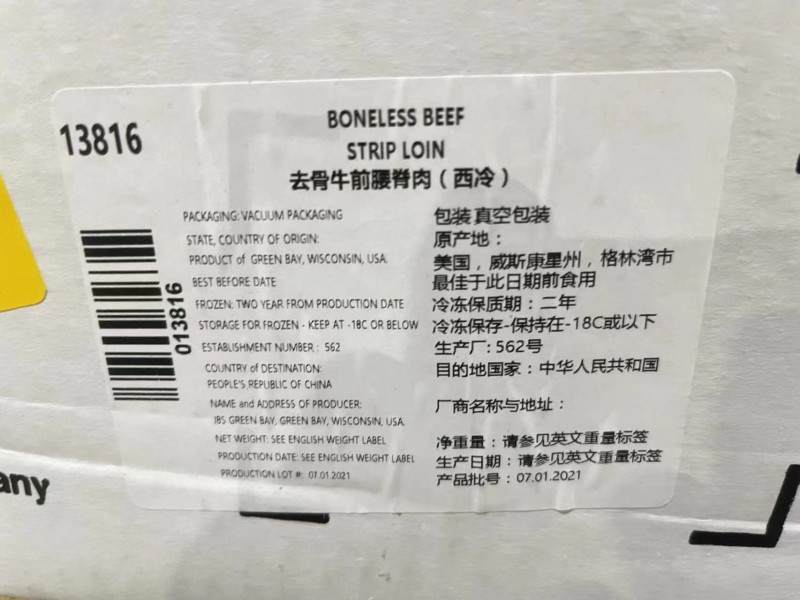 13816
BONELESS BEEF
STRIP LOIN
去骨牛前腰脊肉（西冷）
013816
PACKAGING: VACUUM PACKAGING
STATE, COUNTRY OF ORIGIN:
PRODUCT of GREEN BAY, WISCONSIN, USA.
BEST BEFORE DATE
FROZEN: TWO YEAR FROM PRODUCTION DATE
STORAGE FOR FROZEN - KEEP AT -18C OR BELOW
ESTABLISHMENT NUMBER: 562
COUNTRY of DESTINATION:
PEOPLE'S REPUBLIC OF CHINA
NAME and ADDRESS OF PRODUCER:
JBS GREEN BAY, GREEN BAY, WISCONSIN, USA.
NET WEIGHT: SEE ENGLISH WEIGHT LABEL
PRODUCTION DATE: SEE ENGLISH WEIGHT LABEL
PRODUCTION LOT #: 07.01.2021
包装 真空包装
原产地：
美国，威斯康星州，格林湾市
最佳于此日期前食用
冷冻保质期：二年
冷冻保存-保持在-18C或以下
生产厂: 562号
目的地国家：中华人民共和国
厂商名称与地址：
净重量：请参见英文重量标签
生产日期：请参见英文重量标签
产品批号：07.01.2021
any